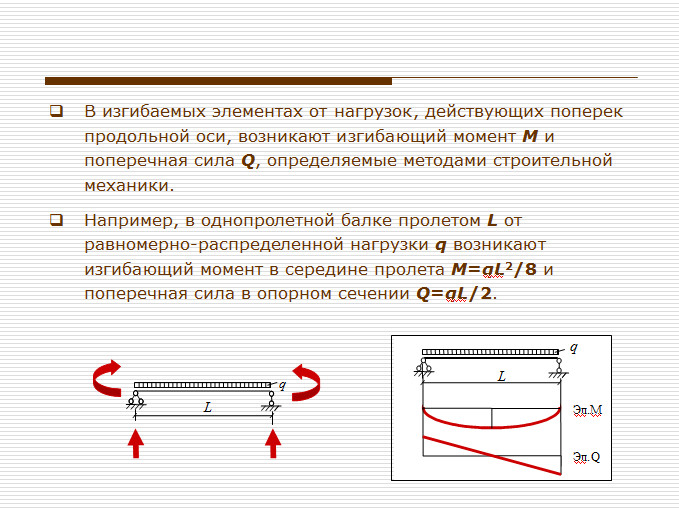 В изгибаемых элементах от нагрузок, действующих поперек
продольной оси, возникают изгибающий момент M и
поперечная сила Q, определяемые методами строительной
механики.
Например, в однопролетной балке пролетом L от
равномерно-распределенной нагрузки q возникают
изгибающий момент в середине пролета M=qL²/8 и
поперечная сила в опорном сечении Q=qL/2.
q
L
q
L
Эп.М
Эп.Q